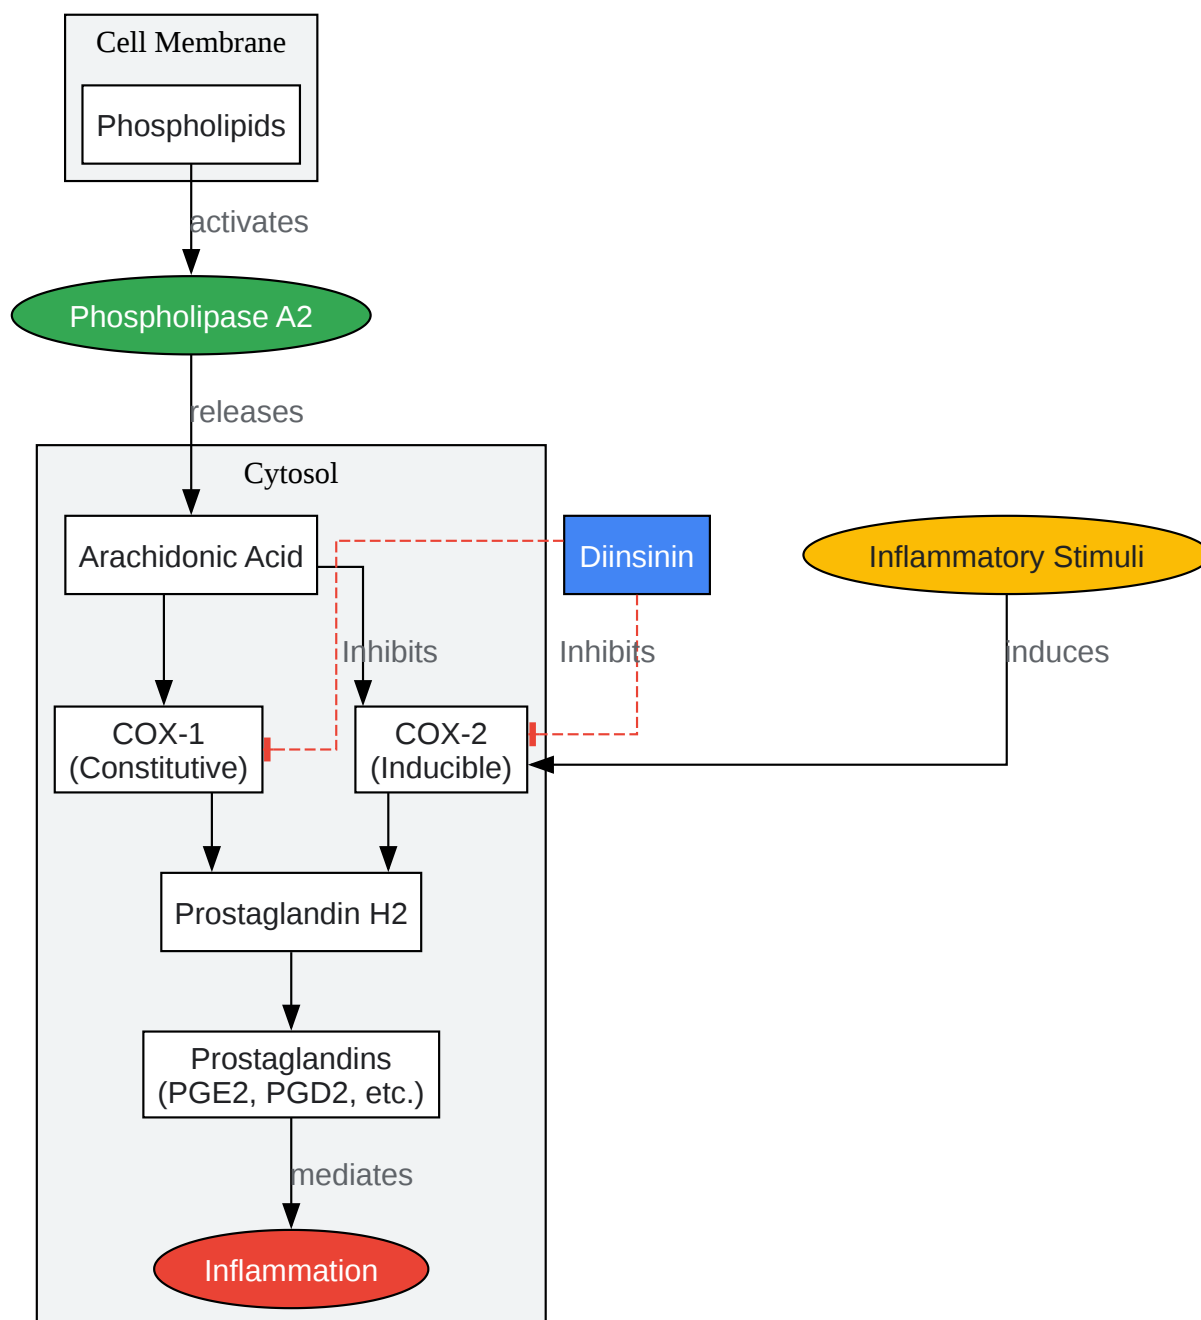 Cell Membrane
Phospholipids
activates
Phospholipase A2
releases
Cytosol
Arachidonic Acid
Diinsinin
Inflammatory Stimuli
Inhibits
Inhibits
induces
COX-1
(Constitutive)
COX-2
(Inducible)
Prostaglandin H2
Prostaglandins
(PGE2, PGD2, etc.)
mediates
Inflammation